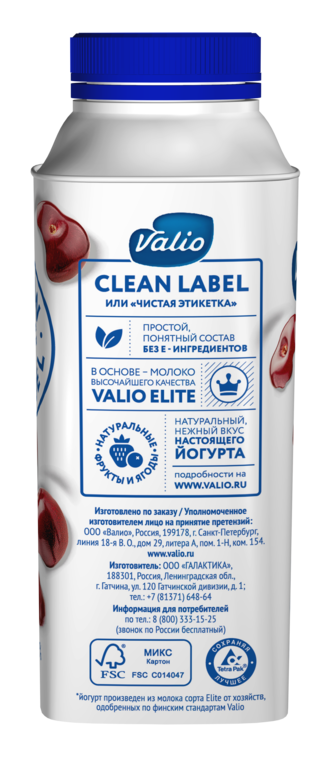 Valio
CLEAN LABEL
ИЛИ «ЧИСТАЯ ЭТИКЕТКА»
ПРОСТОЙ,
ПОНЯТНЫЙ СОСТАВ
БЕЗ Е - ИНГРЕДИЕНТОВ
В ОСНОВЕ – МОЛОКО
ВЫСОЧАЙШЕГО КАЧЕСТВА
VALIO ELITE*
НАТУРАЛЬНЫЕ
ФРУКТЫ И ЯГОДЫ
НАТУРАЛЬНЫЙ,
НЕЖНЫЙ ВКУС
НАСТОЯЩЕГО
ЙОГУРТА
подробности на
WWW.VALIO.RU
Изготовлено по заказу / Уполномоченное
изготовителем лицо на принятие претензий:
ООО «Валио», Россия, 199178, г. Санкт-Петербург,
линия 18-я В. О., дом 29, литера А, пом. 1-Н, ком. 154.
www.valio.ru
Изготовитель: ООО «ГАЛАКТИКА»,
188301, Россия, Ленинградская обл.,
г. Гатчина, ул. 120 Гатчинской дивизии, д. 1;
тел.: +7 (81371) 648-64
Информация для потребителей
по тел.: 8 (800) 333-15-25
(звонок по России бесплатный)
FSC
МИКС
Картон
FSC C014047
СОХРАНЯЯ
Tetra Pak
ЛУЧШЕЕ
*йогурт произведен из молока сорта Elite от хозяйств,
одобренных по финским стандартам Valio